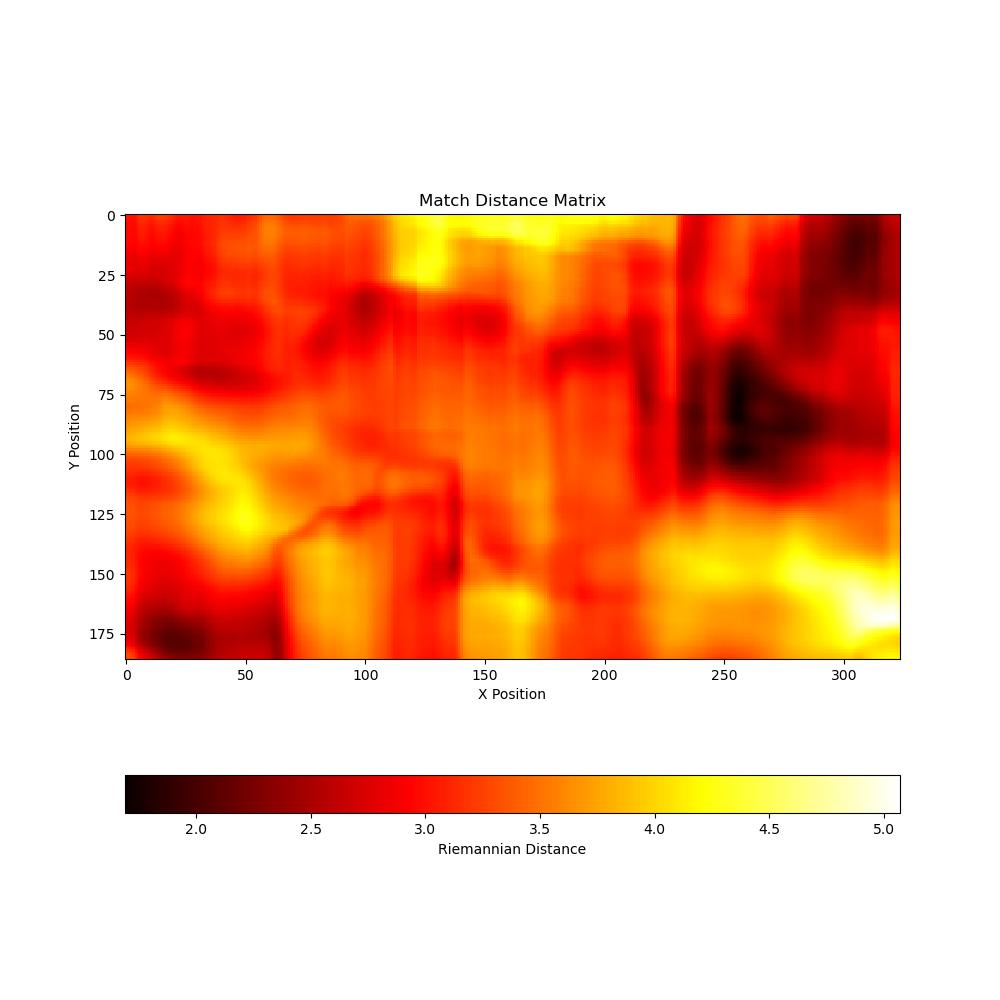 Match Distance Matrix
0
25
50
75
100
125
150
175
Y Position
0 50 100 150 200 250 300
X Position
2.0 2.5 3.0 3.5 4.0 4.5 5.0
Riemannian Distance